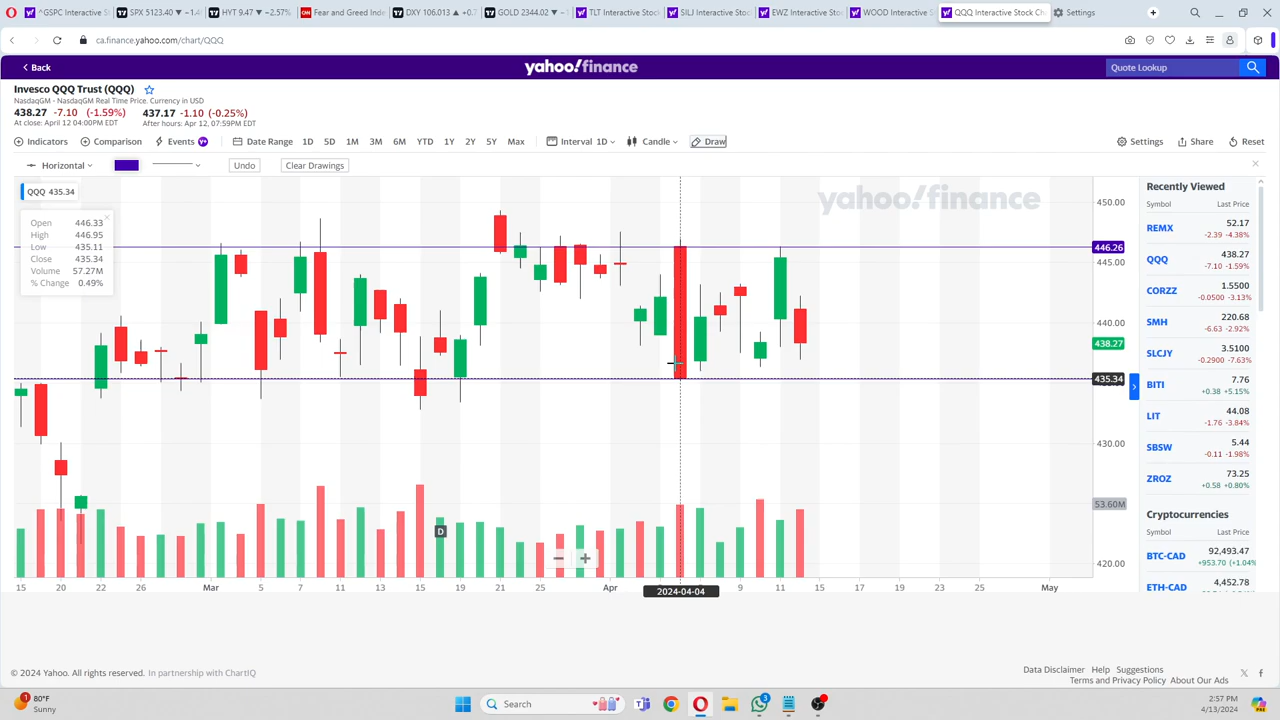 ^GSPC Interactive S
SPX 5123.40 ▼ −1.4
HYT 9.47 ▼ −2.57%
Fear and Greed Inde
DXY 106.013 ▲ +0.
GOLD 2344.02 ▼ −
TLT Interactive Stoc
SILJ Interactive Stoc
EWZ Interactive Stoc
WOOD Interactive S
QQQ Interactive Stock Ch
Settings
ca.finance.yahoo.com/chart/QQQ
Back
yahoo!finance
Quote Lookup
Invesco QQQ Trust (QQQ)
NasdaqGM - NasdaqGM Real Time Price. Currency in USD
438.27 -7.10 (-1.59%) 437.17 -1.10 (-0.25%)
At close: April 12 04:00PM EDT After hours: Apr 12, 07:59PM EDT
Indicators Comparison Events Date Range 1D 5D 1M 3M 6M YTD 1Y 2Y 5Y Max Interval 1D Candle Draw Settings Share Reset
Horizontal Undo Clear Drawings
QQQ 435.34
Open 446.33
High 446.95
Low 435.11
Close 435.34
Volume 57.27M
% Change 0.49%
yahoo!finance
450.00
446.26
445.00
440.00
438.27
435.34
430.00
53.60M
420.00
D
15 20 22 26 Mar 5 7 11 15 19 21 25 Apr 9 11 15 17 19 23 25 May
2024-04-04
Recently Viewed
Symbol Last Price
REMX 52.17
-2.39 -4.38%
QQQ 438.27
-7.10 -1.59%
CORZZ 1.5500
-0.0500 -3.13%
SMH 220.68
-6.63 -2.92%
SLCJY 3.5100
-0.2900 -7.63%
BITI 7.76
+0.38 +5.15%
LIT 44.08
-1.76 -3.84%
SBSW 5.44
-0.11 -1.98%
ZROZ 73.25
+0.58 +0.80%
Cryptocurrencies
Symbol Last Price
BTC-CAD 92,493.47
+953.70 (+1.04%
ETH-CAD 4,452.78
© 2024 Yahoo. All rights reserved. In partnership with ChartIQ
Data Disclaimer Help Suggestions
Terms and Privacy Policy About Our Ads
1
80°F
Sunny
Search
3
2:57 PM
4/13/2024